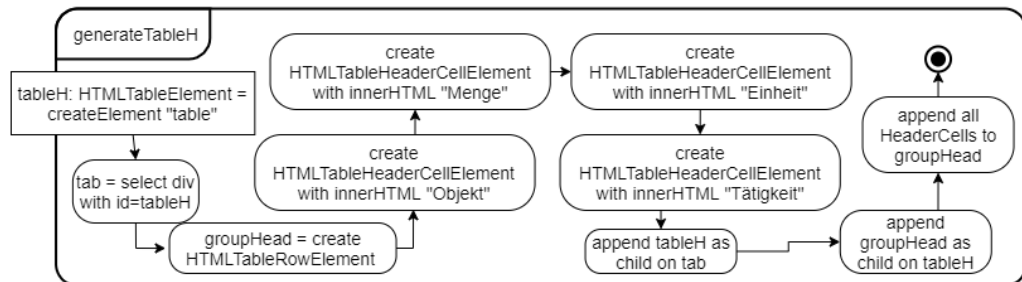 generateTableH
tableH: HTMLTableElement =
createElement "table"
tab = select div
with id=tableH
groupHead = create
HTMLTableRowElement
create
HTMLTableHeaderCellElement
with innerHTML "Objekt"
create
HTMLTableHeaderCellElement
with innerHTML "Menge"
create
HTMLTableHeaderCellElement
with innerHTML "Einheit"
create
HTMLTableHeaderCellElement
with innerHTML "Tätigkeit"
append tableH as
child on tab
append
groupHead as
child on tableH
append all
HeaderCells to
groupHead